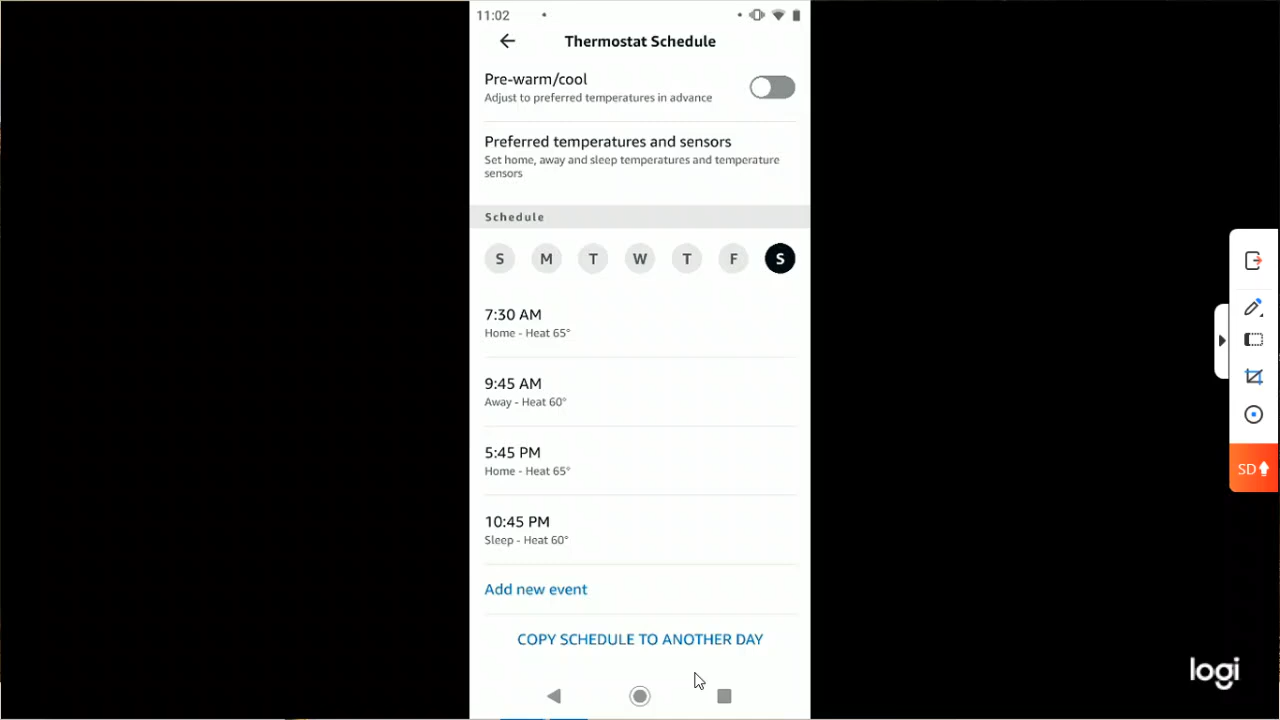 11:02
Thermostat Schedule
Pre-warm/cool
Adjust to preferred temperatures in advance
Preferred temperatures and sensors
Set home, away and sleep temperatures and temperature
sensors
Schedule
S M T W T F S
7:30 AM
Home - Heat 65°
9:45 AM
Away - Heat 60°
5:45 PM
Home - Heat 65°
10:45 PM
Sleep - Heat 60°
Add new event
COPY SCHEDULE TO ANOTHER DAY
SD
logi